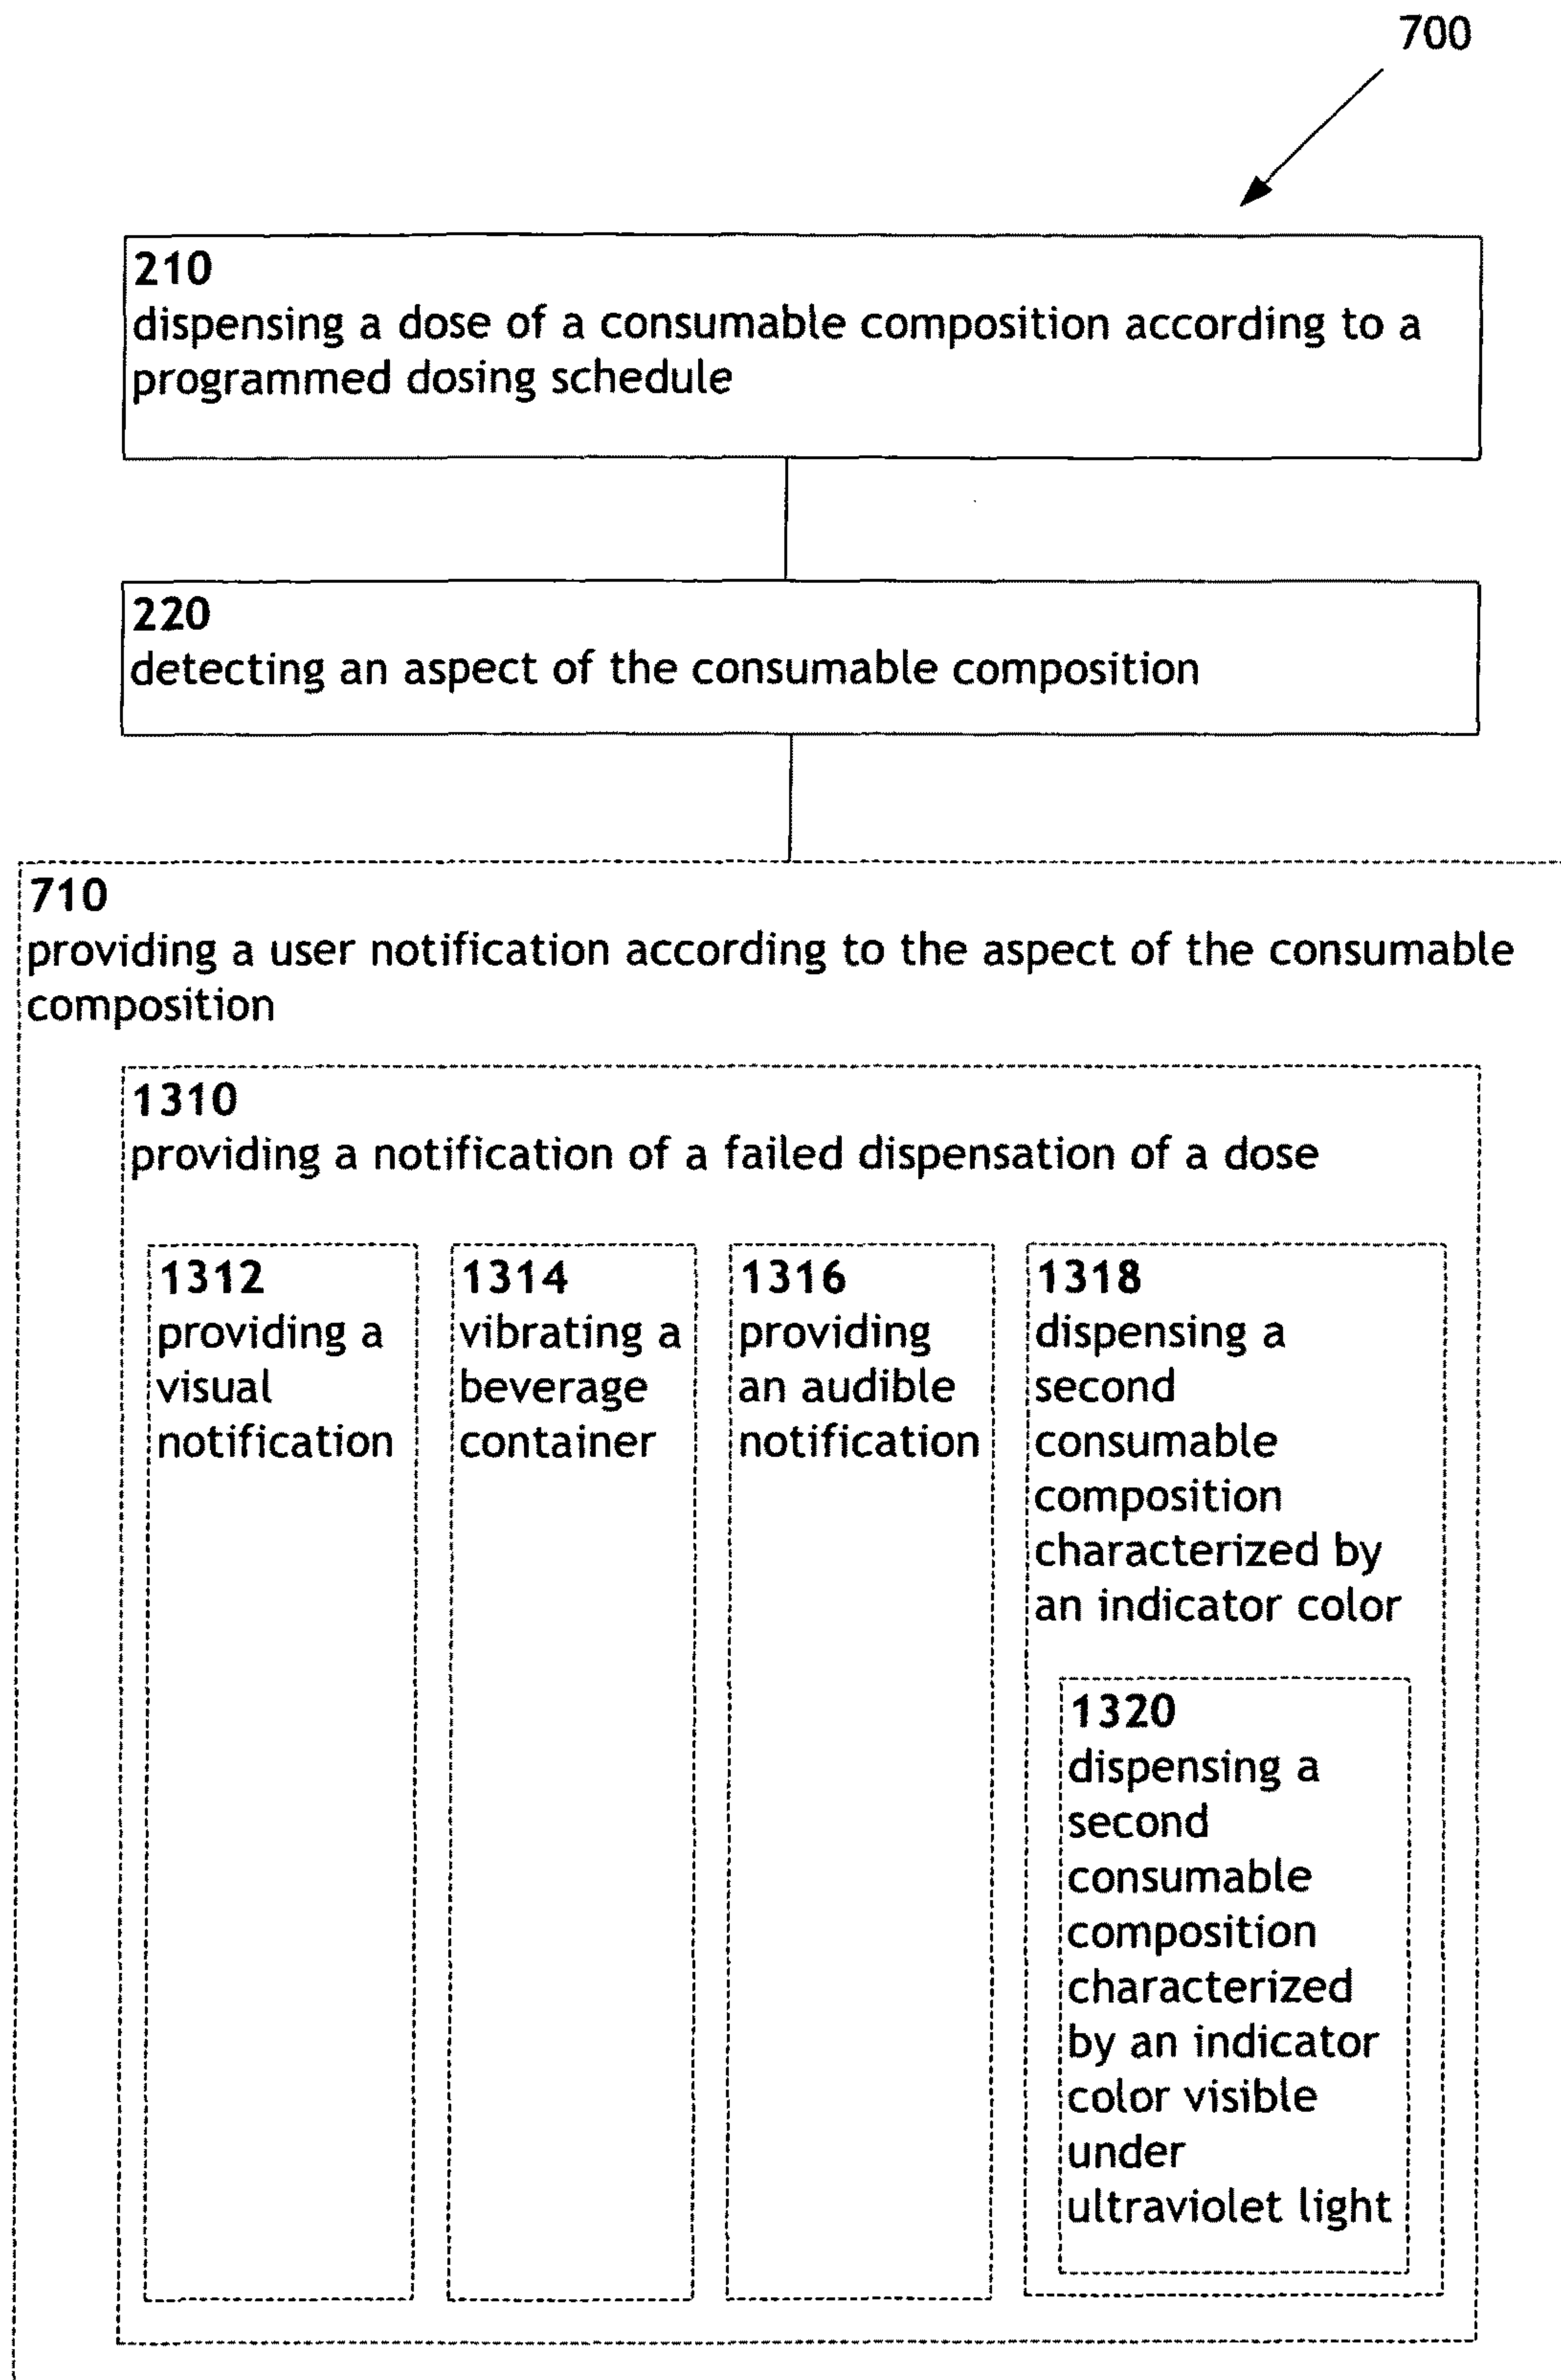 700
210
dispensing a dose of a consumable composition according to a
programmed dosing schedule
220
detecting an aspect of the consumable composition
710
providing a user notification according to the aspect of the consumable
composition
1310
providing a notification of a failed dispensation of a dose
1312
providing a
visual
notification
1314
vibrating a
beverage
container
1316
providing
an audible
notification
1318
dispensing a
second
consumable
composition
characterized by
an indicator color
1320
dispensing a
second
consumable
composition
characterized
by an indicator
color visible
under
ultraviolet light